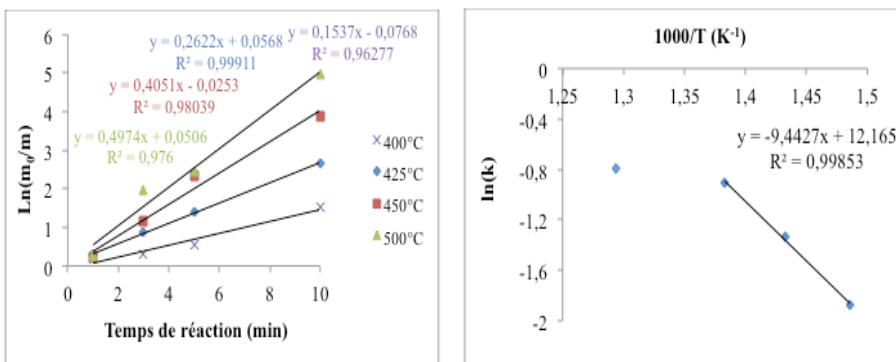 y = 0,2622x + 0,0568
R² = 0,99911
y = 0,1537x - 0,0768
R² = 0,96277
y = 0,4051x - 0,0253
R² = 0,98039
y = 0,4974x + 0,0506
R² = 0,976
6
5
4
3
2
1
0
Ln(m₀/m)
0 2 4 6 8 10
Temps de réaction (min)
400°C
425°C
450°C
500°C
1000/T (K⁻¹)
1,25 1,3 1,35 1,4 1,45 1,5
0
-0,4
-0,8
-1,2
-1,6
-2
ln(k)
y = -9,4427x + 12,165
R² = 0,99853